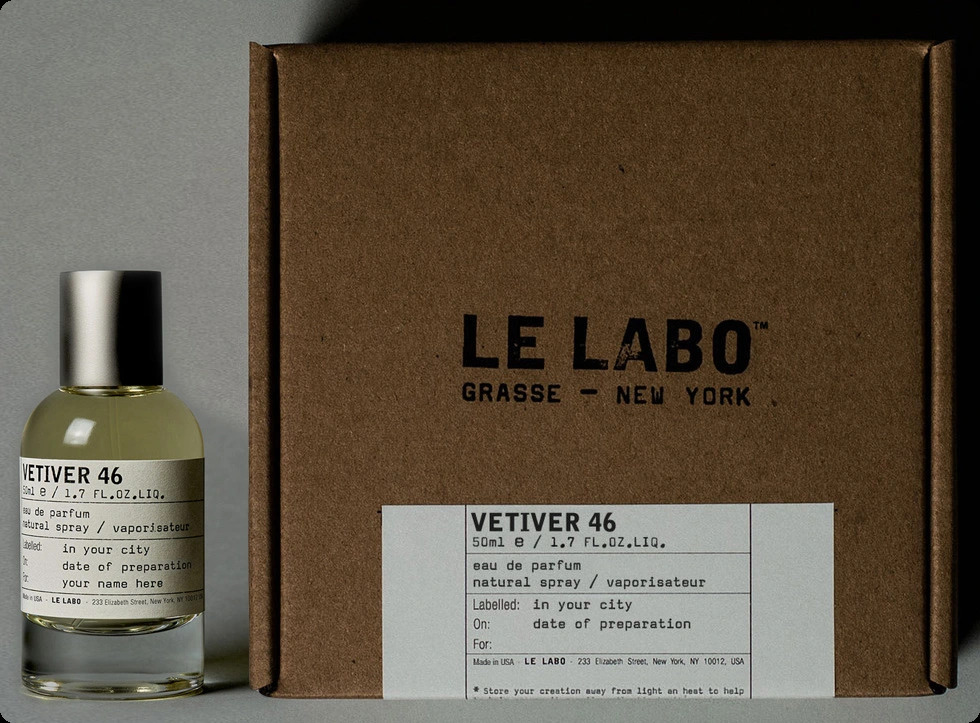 VETIVER 46
50ml e / 1.7 FL.OZ.LIQ.
eau de parfum
natural spray / vaporisateur
Labelled: in your city
On: date of preparation
For: your name here
Made in USA · LE LABO · 233 Elizabeth Street, New York, NY
LE LABO™
GRASSE — NEW YORK
VETIVER 46
50ml e / 1.7 FL.OZ.LIQ.
eau de parfum
natural spray / vaporisateur
Labelled: in your city
On: date of preparation
For:
Made in USA · LE LABO · 233 Elizabeth Street, New York, NY 10012, USA
* Store your creation away from light an heat to help